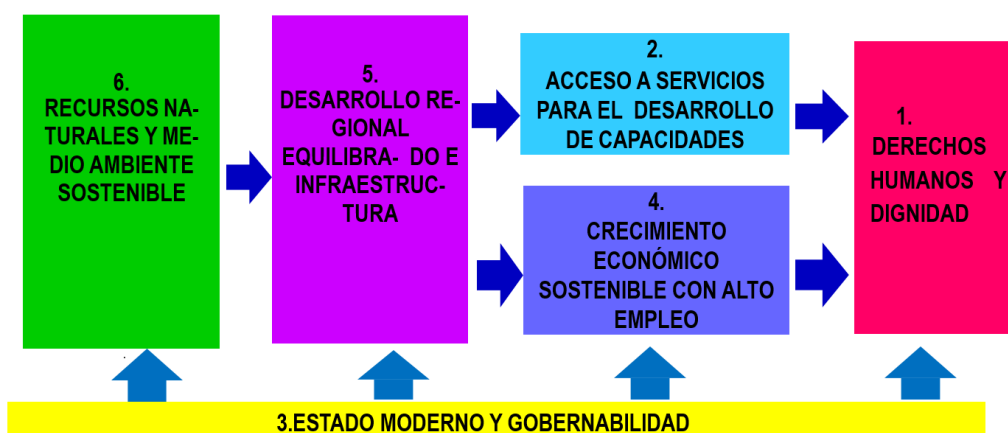 6.
RECURSOS NA-
TURALES Y ME-
DIO AMBIENTE
SOSTENIBLE
5.
DESARROLLO RE-
GIONAL
EQUILIBRA- DO E
INFRAESTRUC-
TURA
2.
ACCESO A SERVICIOS
PARA EL DESARROLLO
DE CAPACIDADES
4.
CRECIMIENTO
ECONÓMICO
SOSTENIBLE CON ALTO
EMPLEO
1.
DERECHOS
HUMANOS Y
DIGNIDAD
3.ESTADO MODERNO Y GOBERNABILIDAD